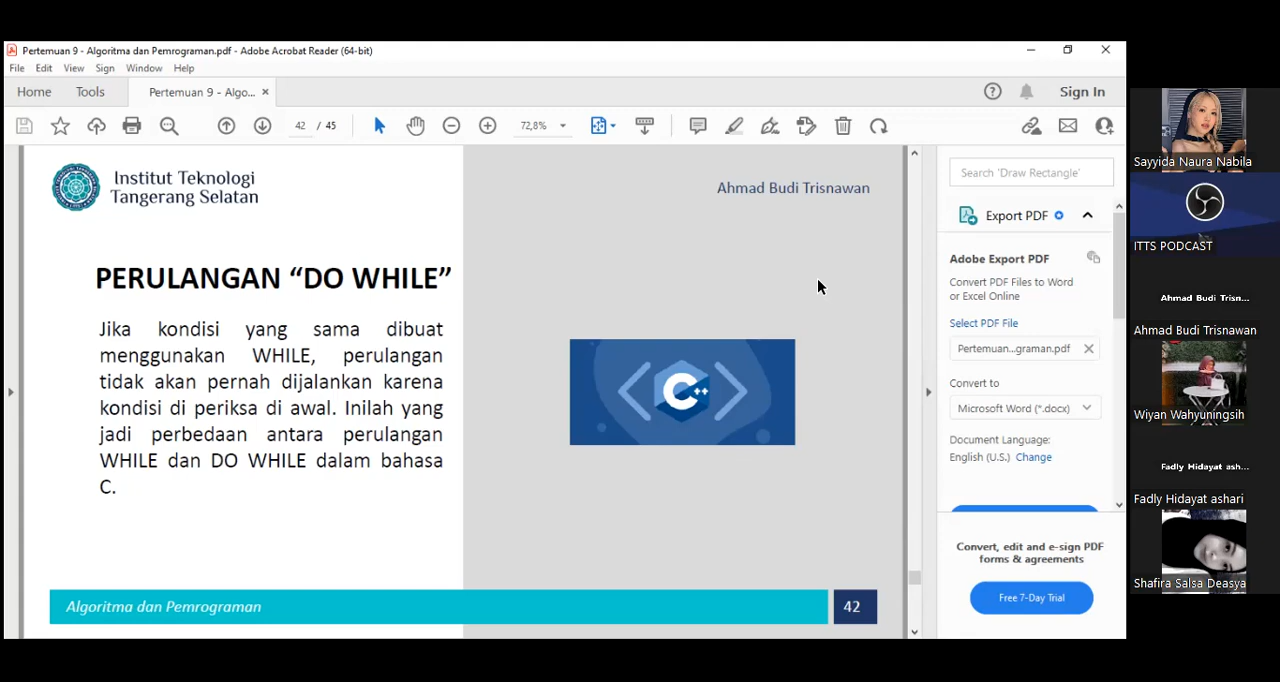 Pertemuan 9 - Algoritma dan Pemrograman.pdf - Adobe Acrobat Reader (64-bit)
File Edit View Sign Window Help
Home Tools Pertemuan 9 - Algo... × Sign In
42 / 45 72,8%
Institut Teknologi
Tangerang Selatan
Ahmad Budi Trisnawan
PERULANGAN “DO WHILE”
Jika kondisi yang sama dibuat
menggunakan WHILE, perulangan
tidak akan pernah dijalankan karena
kondisi di periksa di awal. Inilah yang
jadi perbedaan antara perulangan
WHILE dan DO WHILE dalam bahasa
C.
C++
Algoritma dan Pemrograman
42
Search 'Draw Rectangle'
Export PDF
Adobe Export PDF
Convert PDF Files to Word
or Excel Online
Select PDF File
Pertemuan...graman.pdf
Convert to
Microsoft Word (*.docx)
Document Language:
English (U.S.) Change
Convert, edit and e-sign PDF
forms & agreements
Free 7-Day Trial
Sayyida Naura Nabila
ITTS PODCAST
Ahmad Budi Trisn...
Ahmad Budi Trisnawan
Wiyan Wahyuningsih
Fadly Hidayat ash...
Fadly Hidayat ashari
Shafira Salsa Deasya